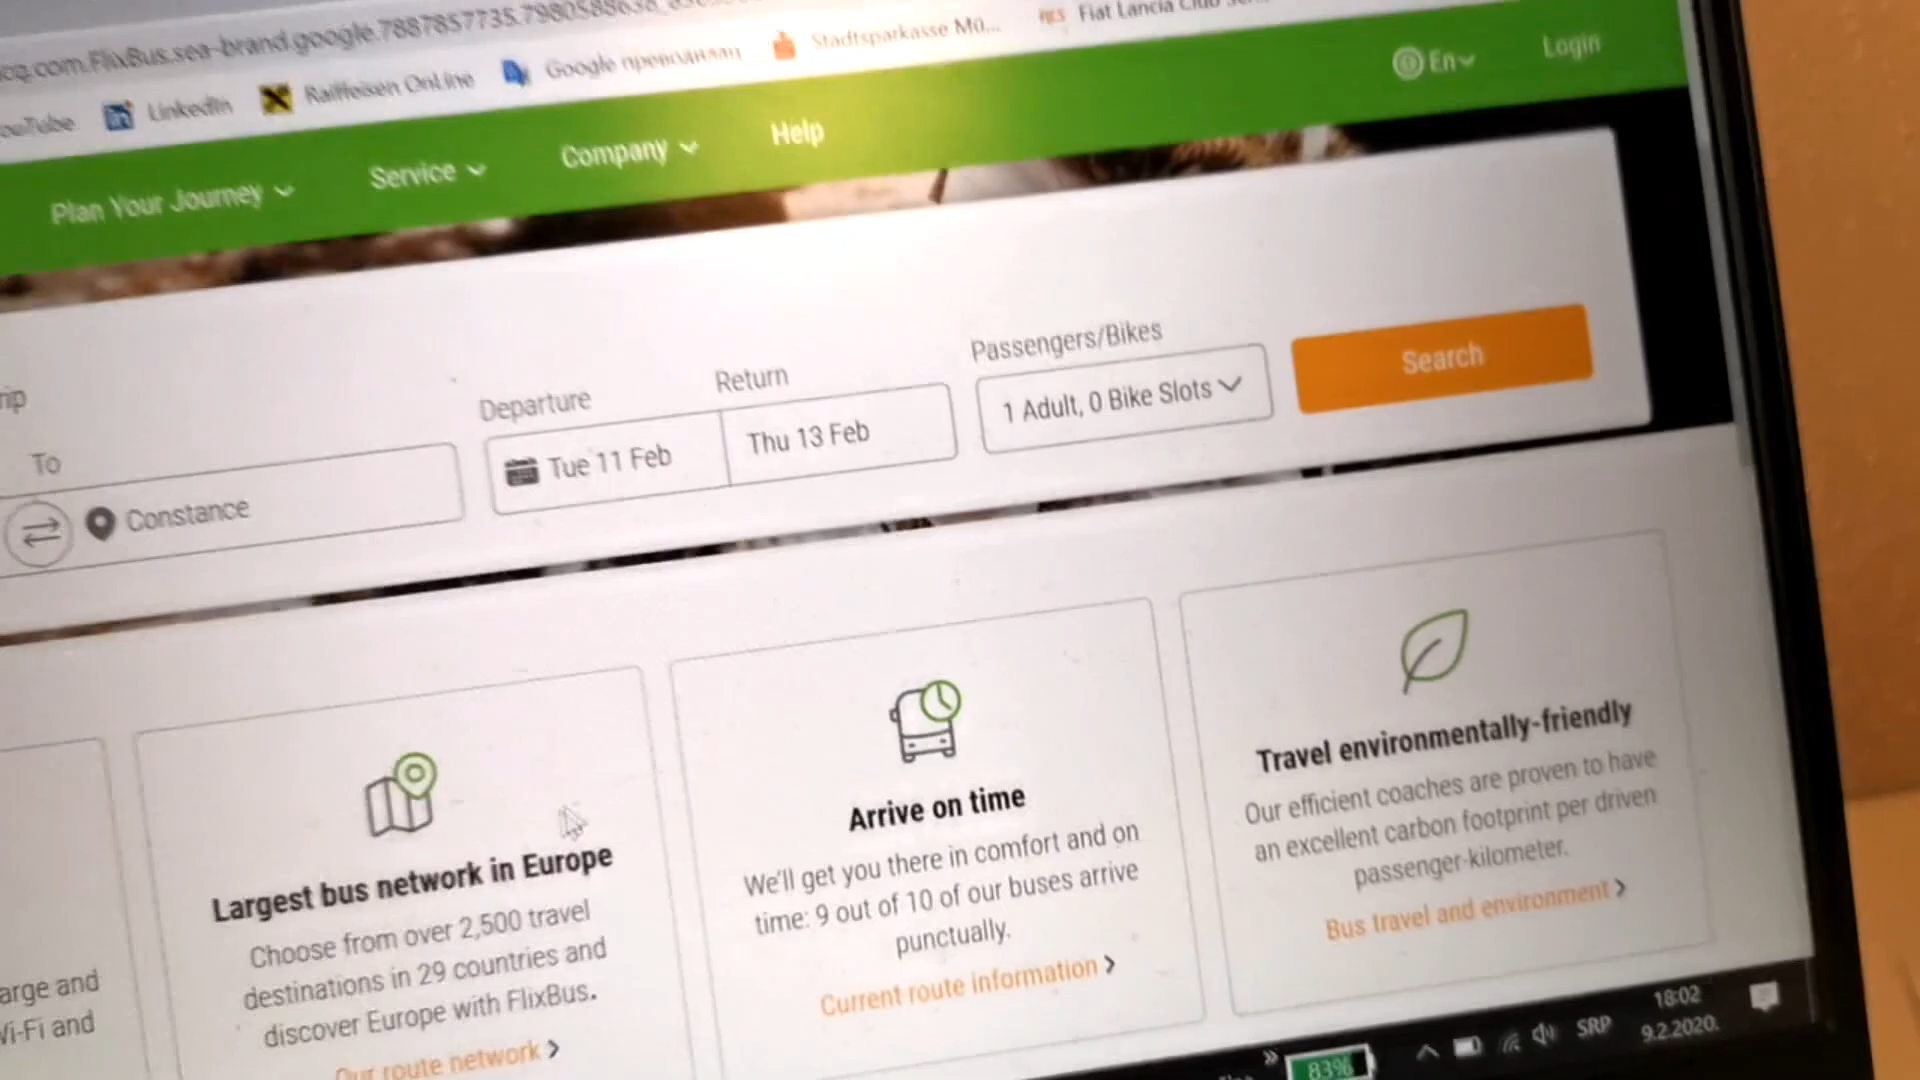 cq.com.FlixBus.sea-brand.google.7887857735.7980588638
ouTube LinkedIn Raiffeisen OnLine Google преводилац Stadtsparkasse Mü... Fiat Lancia Club
En Login
Plan Your Journey Service Company Help
rip
To Departure Return Passengers/Bikes
Constance Tue 11 Feb Thu 13 Feb 1 Adult, 0 Bike Slots Search
arge and
Vi-Fi and
Largest bus network in Europe
Choose from over 2,500 travel
destinations in 29 countries and
discover Europe with FlixBus.
Our route network
Arrive on time
We'll get you there in comfort and on
time: 9 out of 10 of our buses arrive
punctually.
Current route information
Travel environmentally-friendly
Our efficient coaches are proven to have
an excellent carbon footprint per driven
passenger-kilometer.
Bus travel and environment
83% SRP 18:02
9.2.2020.